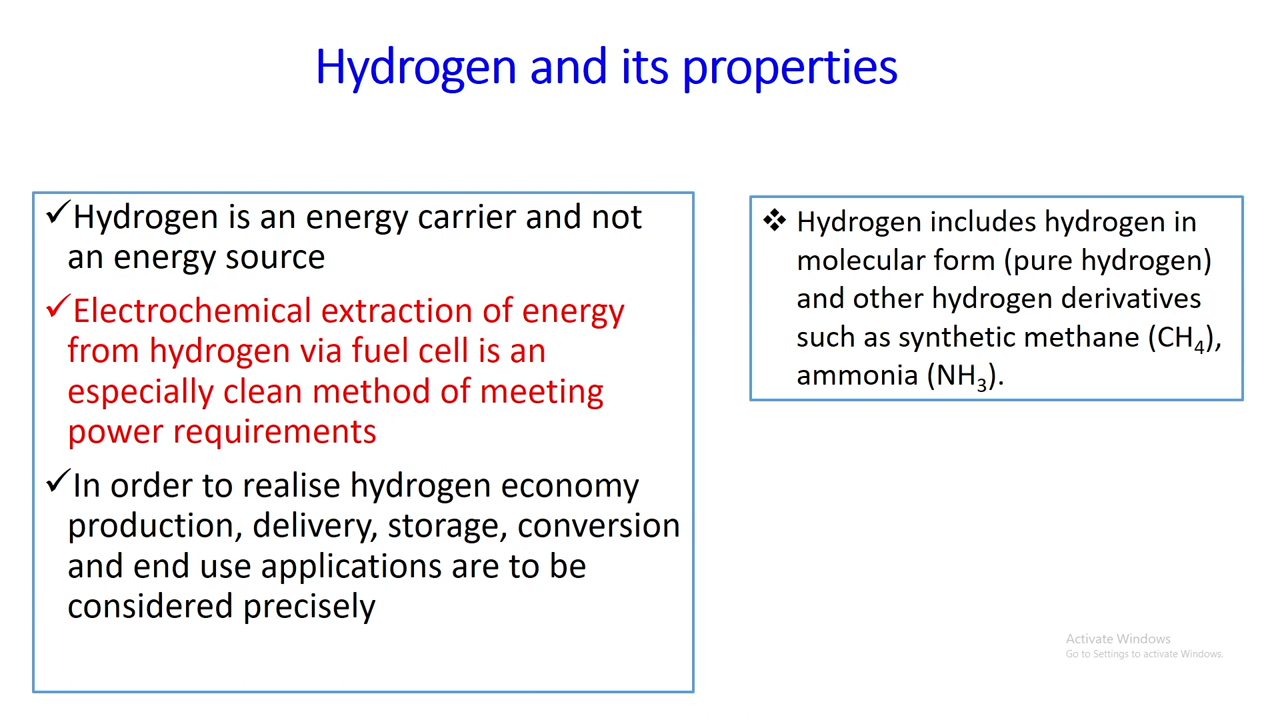 Hydrogen and its properties
✓Hydrogen is an energy carrier and not
an energy source
✓Electrochemical extraction of energy
from hydrogen via fuel cell is an
especially clean method of meeting
power requirements
✓In order to realise hydrogen economy
production, delivery, storage, conversion
and end use applications are to be
considered precisely
❖ Hydrogen includes hydrogen in
molecular form (pure hydrogen)
and other hydrogen derivatives
such as synthetic methane (CH₄),
ammonia (NH₃).
Activate Windows
Go to Settings to activate Windows.